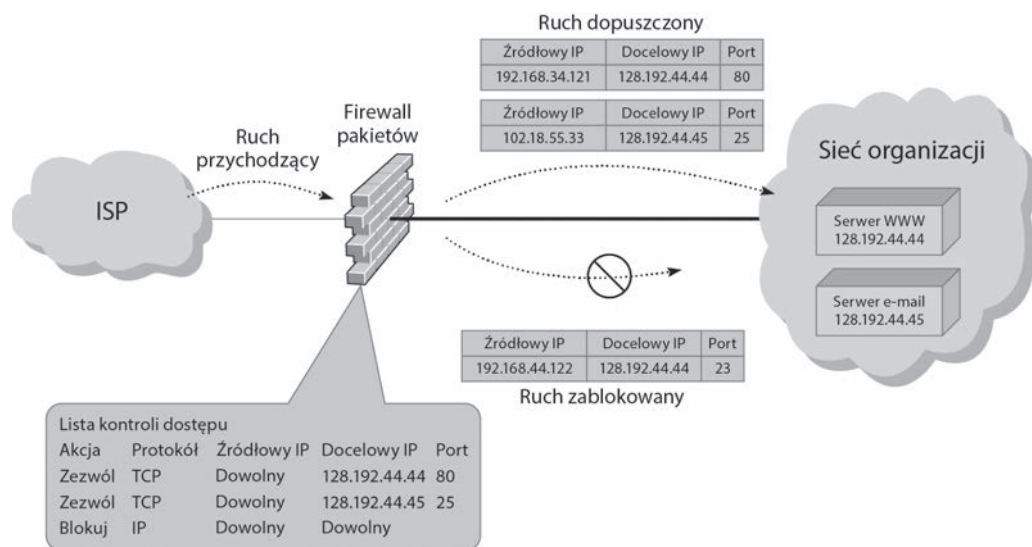 Ruch dopuszczony
Źródłowy IP Docelowy IP Port
192.168.34.121 128.192.44.44 80
Źródłowy IP Docelowy IP Port
102.18.55.33 128.192.44.45 25
Firewall
pakietów
Ruch
przychodzący
ISP
Sieć organizacji
Serwer WWW
128.192.44.44
Serwer e-mail
128.192.44.45
Źródłowy IP Docelowy IP Port
192.168.44.122 128.192.44.44 23
Ruch zablokowany
Lista kontroli dostępu
Akcja Protokół Źródłowy IP Docelowy IP Port
Zezwól TCP Dowolny 128.192.44.44 80
Zezwól TCP Dowolny 128.192.44.45 25
Blokuj IP Dowolny Dowolny